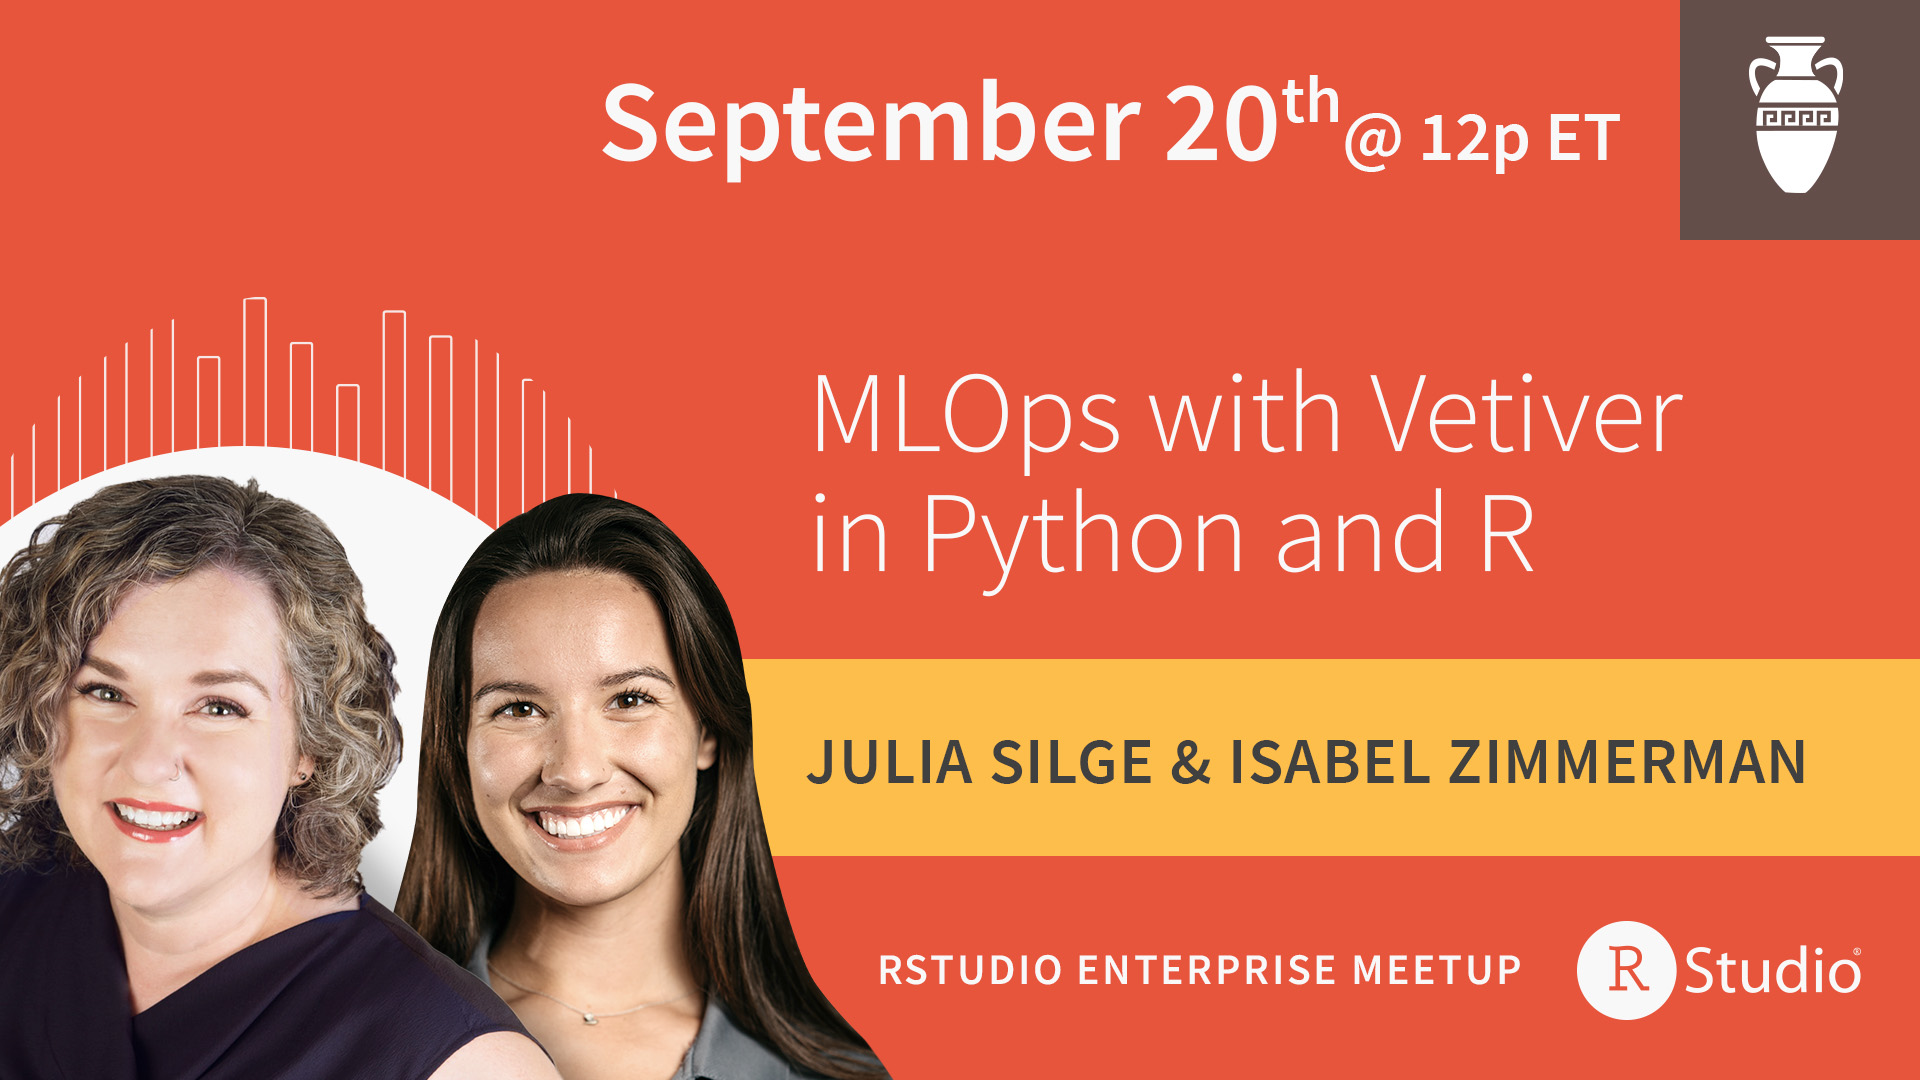 September 20th @ 12p ET
MLOps with Vetiver
in Python and R
JULIA SILGE & ISABEL ZIMMERMAN
RSTUDIO ENTERPRISE MEETUP
R Studio®